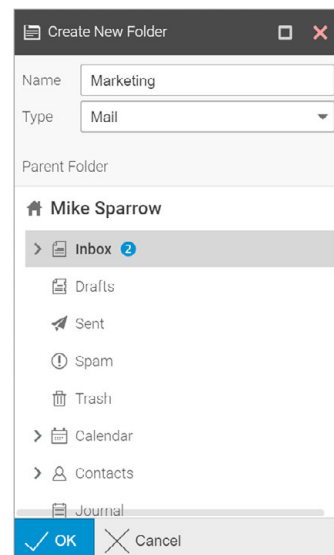 Create New Folder
Name Marketing
Type Mail
Parent Folder
Mike Sparrow
Inbox 2
Drafts
Sent
Spam
Trash
Calendar
Contacts
Journal
OK Cancel